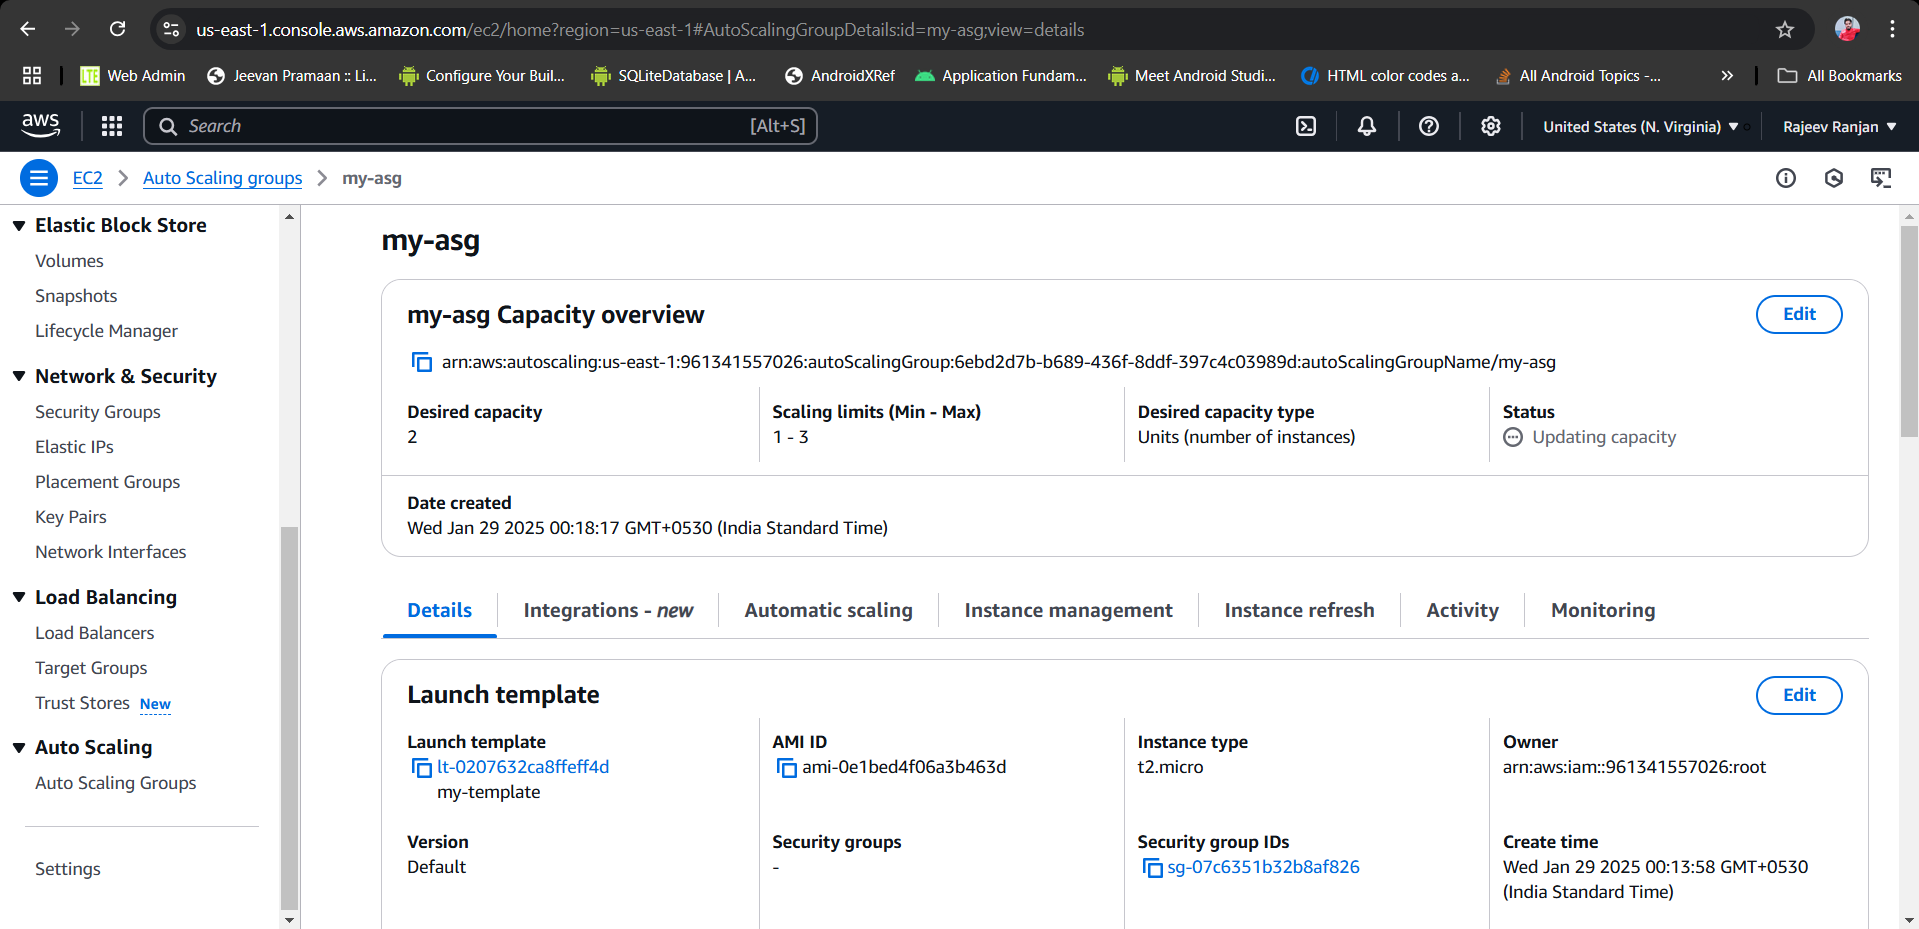 us-east-1.console.aws.amazon.com/ec2/home?region=us-east-1#AutoScalingGroupDetails:id=my-asg;view=details
LTE Web Admin Jeevan Pramaan :: Li... Configure Your Buil... SQLiteDatabase | A... AndroidXRef Application Fundam... Meet Android Studi... HTML color codes a... All Android Topics -... » All Bookmarks
aws Search [Alt+S] United States (N. Virginia) Rajeev Ranjan
EC2 Auto Scaling groups my-asg
Elastic Block Store
Volumes
Snapshots
Lifecycle Manager
Network & Security
Security Groups
Elastic IPs
Placement Groups
Key Pairs
Network Interfaces
Load Balancing
Load Balancers
Target Groups
Trust Stores New
Auto Scaling
Auto Scaling Groups
Settings
my-asg
my-asg Capacity overview
Edit
arn:aws:autoscaling:us-east-1:961341557026:autoScalingGroup:6ebd2d7b-b689-436f-8ddf-397c4c03989d:autoScalingGroupName/my-asg
Desired capacity
2
Scaling limits (Min - Max)
1 - 3
Desired capacity type
Units (number of instances)
Status
Updating capacity
Date created
Wed Jan 29 2025 00:18:17 GMT+0530 (India Standard Time)
Details Integrations - new Automatic scaling Instance management Instance refresh Activity Monitoring
Launch template
Edit
Launch template
lt-0207632ca8ffeff4d
my-template
AMI ID
ami-0e1bed4f06a3b463d
Instance type
t2.micro
Owner
arn:aws:iam::961341557026:root
Version
Default
Security groups
-
Security group IDs
sg-07c6351b32b8af826
Create time
Wed Jan 29 2025 00:13:58 GMT+0530
(India Standard Time)